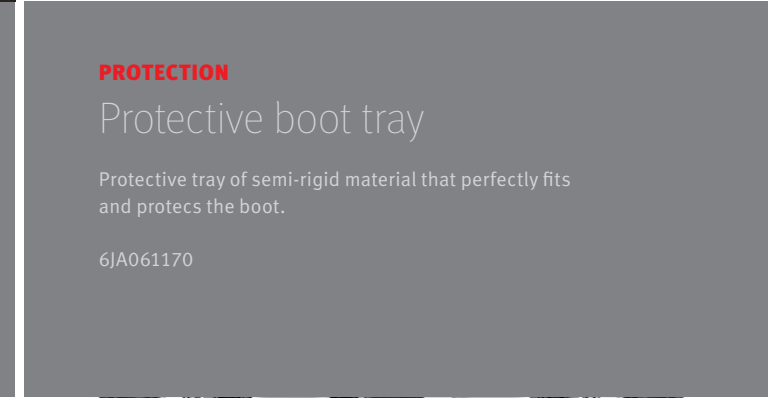 PROTECTION
Protective boot tray
Protective tray of semi-rigid material that perfectly fits
and protecs the boot.
6JA061170